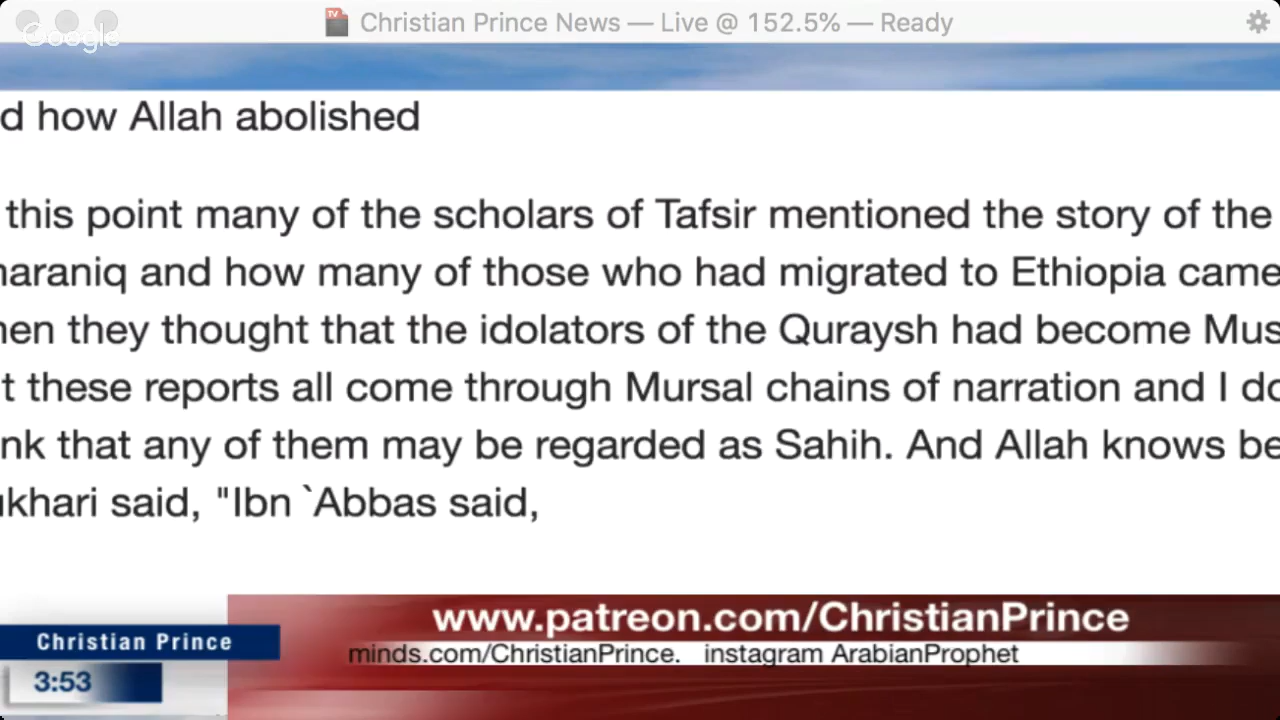 Christian Prince News — Live @ 152.5% — Ready
Google
d how Allah abolished
this point many of the scholars of Tafsir mentioned the story of the
naraniq and how many of those who had migrated to Ethiopia came
hen they thought that the idolators of the Quraysh had become Mus
t these reports all come through Mursal chains of narration and I do
nk that any of them may be regarded as Sahih. And Allah knows be
ukhari said, "Ibn `Abbas said,
www.patreon.com/ChristianPrince
Christian Prince
minds.com/ChristianPrince. instagram ArabianProphet
3:53